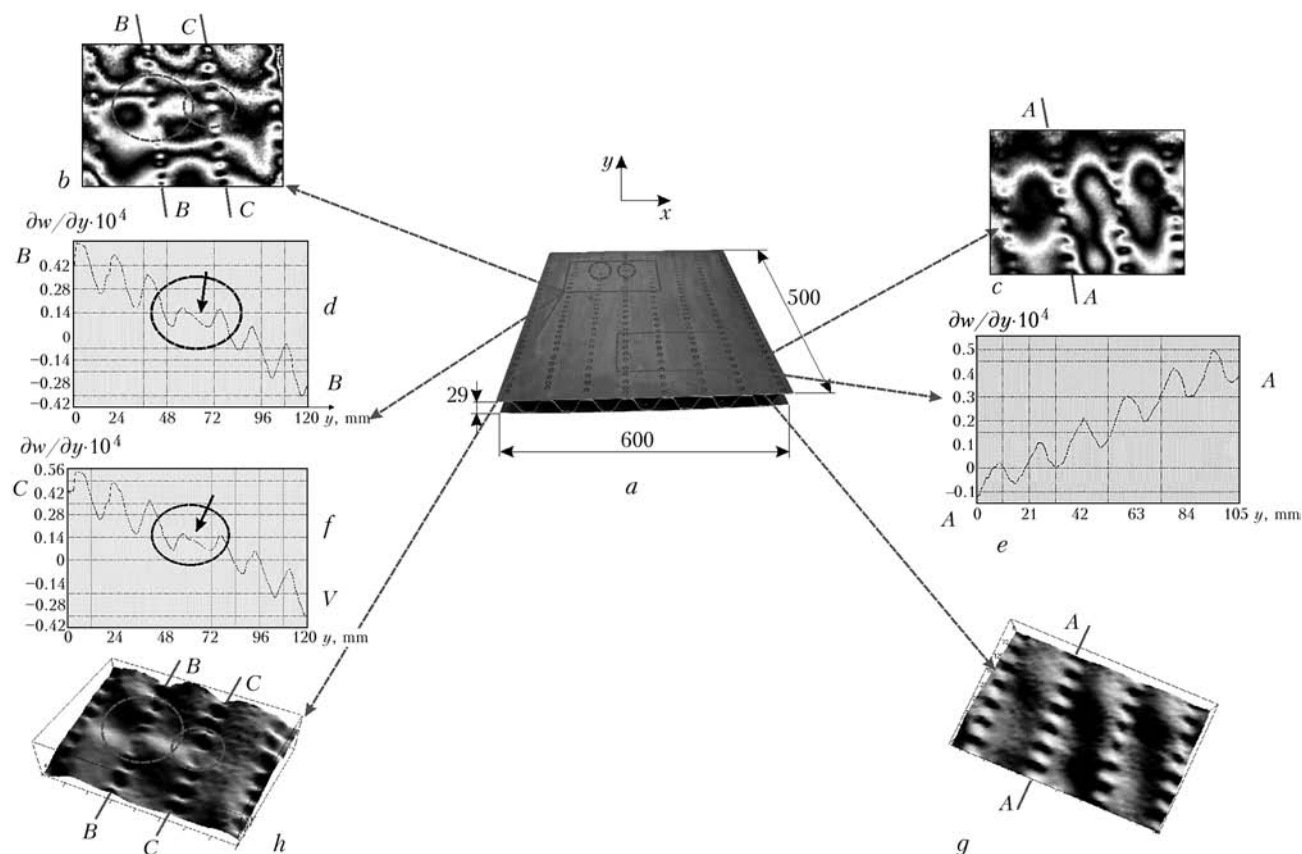 B C
b
B C
∂w/∂y·10⁴
B
0.42
0.28
0.14
0
−0.14
−0.28
−0.42
d
B
0 24 48 72 96 120 y, mm
∂w/∂y·10⁴
0.56
C 0.42
0.28
0.14
0
−0.14
−0.28
−0.42
f
V
0 24 48 72 96 120 y, mm
B
C
B
C
h
y
x
500
29
600
a
A
c
A
∂w/∂y·10⁴
0.5
0.4
0.3
0.2
0.1
0
−0.1
A
A
0 21 42 63 84 105 y, mm
e
A
A
g